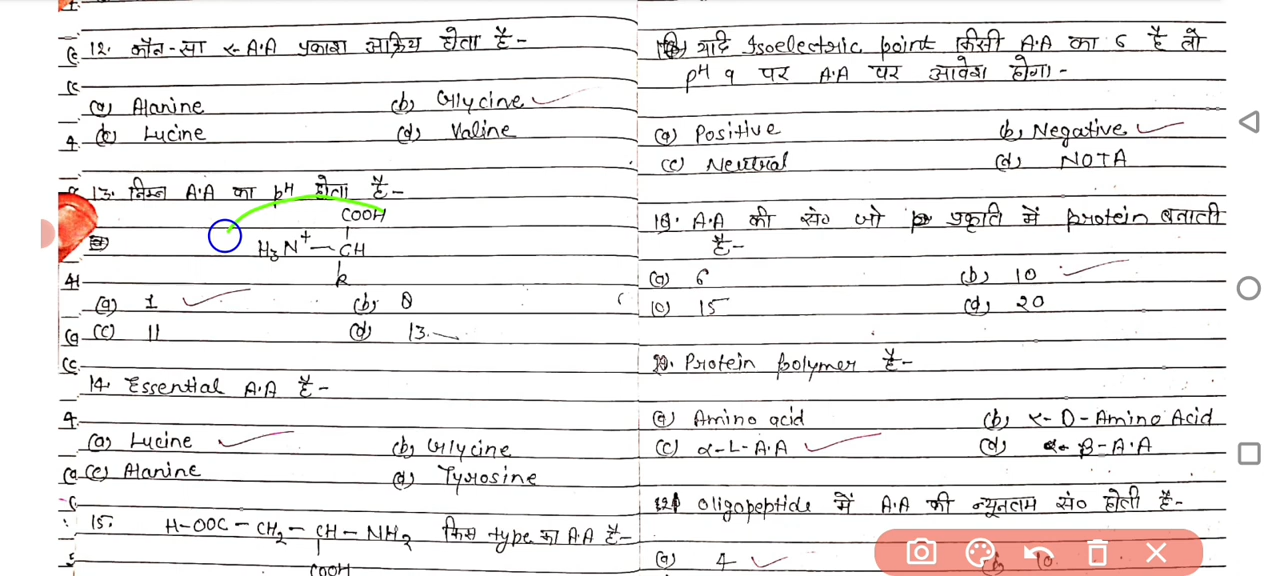 12. कौन-सा α-A.A प्रकाश सक्रिय होता है-
(a) Alanine (b) Glycine
(c) Lucine (d) Valine
13. निम्न A.A का pH होता है-
COOH
H₃N⁺ — CH
R
(a) 1 (b) 8
(c) 11 (d) 13.
14. Essential A.A है-
(a) Lucine (b) Glycine
(c) Alanine (d) Tyrosine
15. H-OOC - CH₂ - CH - NH₂ किस type का A.A है-
COOH
यदि Isoelectric point किसी A.A का 6 है तो
pH 9 पर A.A पर आवेश होगा-
(a) Positive (b) Negative
(c) Neutral (d) NOTA
19. A.A की सं० जो प्रकृति में protein बनाती
है-
(a) 6 (b) 10
(c) 15 (d) 20
20. Protein polymer है-
(a) Amino acid (b) α-D-Amino Acid
(c) α-L-A.A (d) β-A.A
21 oligopeptide में A.A की न्यूनतम सं० होती है-
(a) 4 10